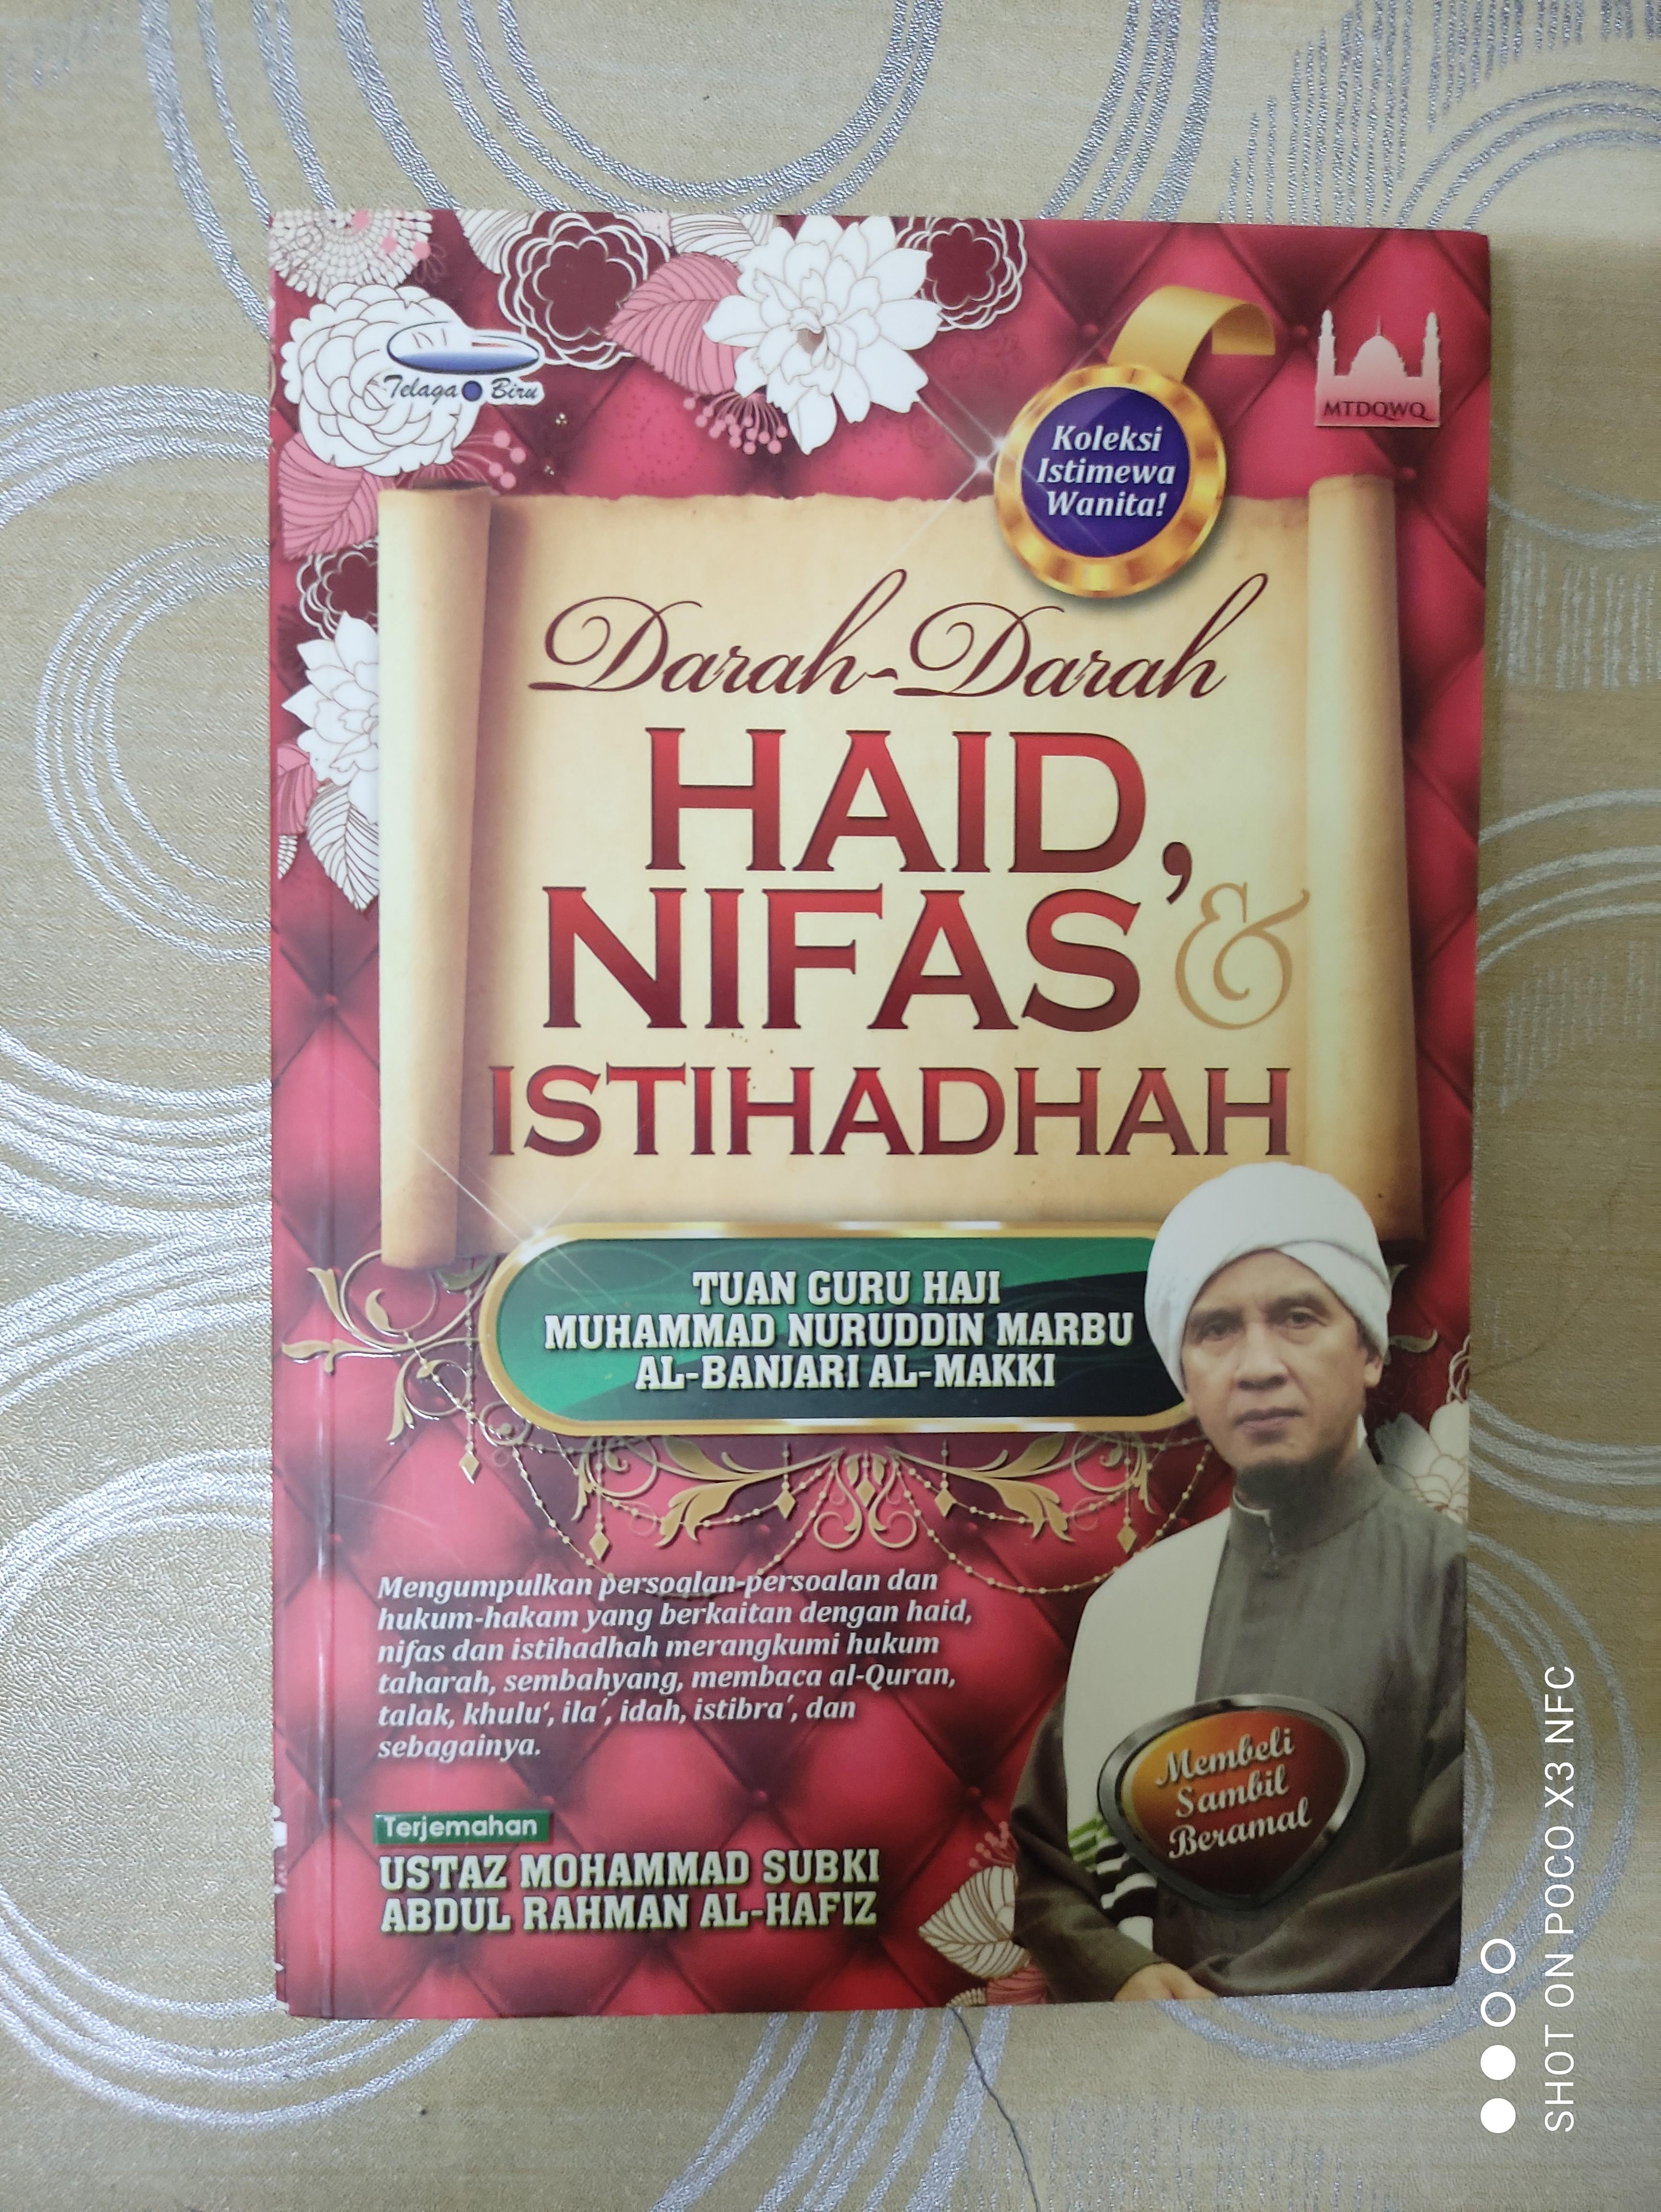 Telaga Biru
MTDQWQ
Koleksi
Istimewa
Wanita!
Darah-Darah
HAID,
NIFAS &
ISTIHADHAH
TUAN GURU HAJI
MUHAMMAD NURUDDIN MARBU
AL-BANJARI AL-MAKKI
Mengumpulkan persoalan-persoalan dan
hukum-hakam yang berkaitan dengan haid,
nifas dan istihadhah merangkumi hukum
taharah, sembahyang, membaca al-Quran,
talak, khulu‘, ila’, idah, istibra’, dan
sebagainya.
Membeli
Sambil
Beramal
Terjemahan
USTAZ MOHAMMAD SUBKI
ABDUL RAHMAN AL-HAFIZ
SHOT ON POCO X3 NFC